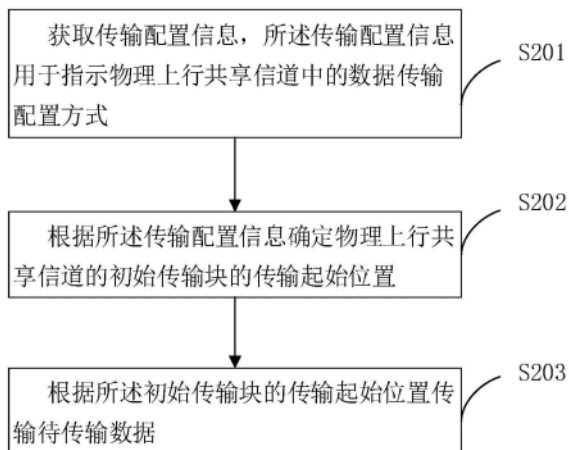 获取传输配置信息，所述传输配置信息
用于指示物理上行共享信道中的数据传输
配置方式
S201
根据所述传输配置信息确定物理上行共
享信道的初始传输块的传输起始位置
S202
根据所述初始传输块的传输起始位置传
输待传输数据
S203